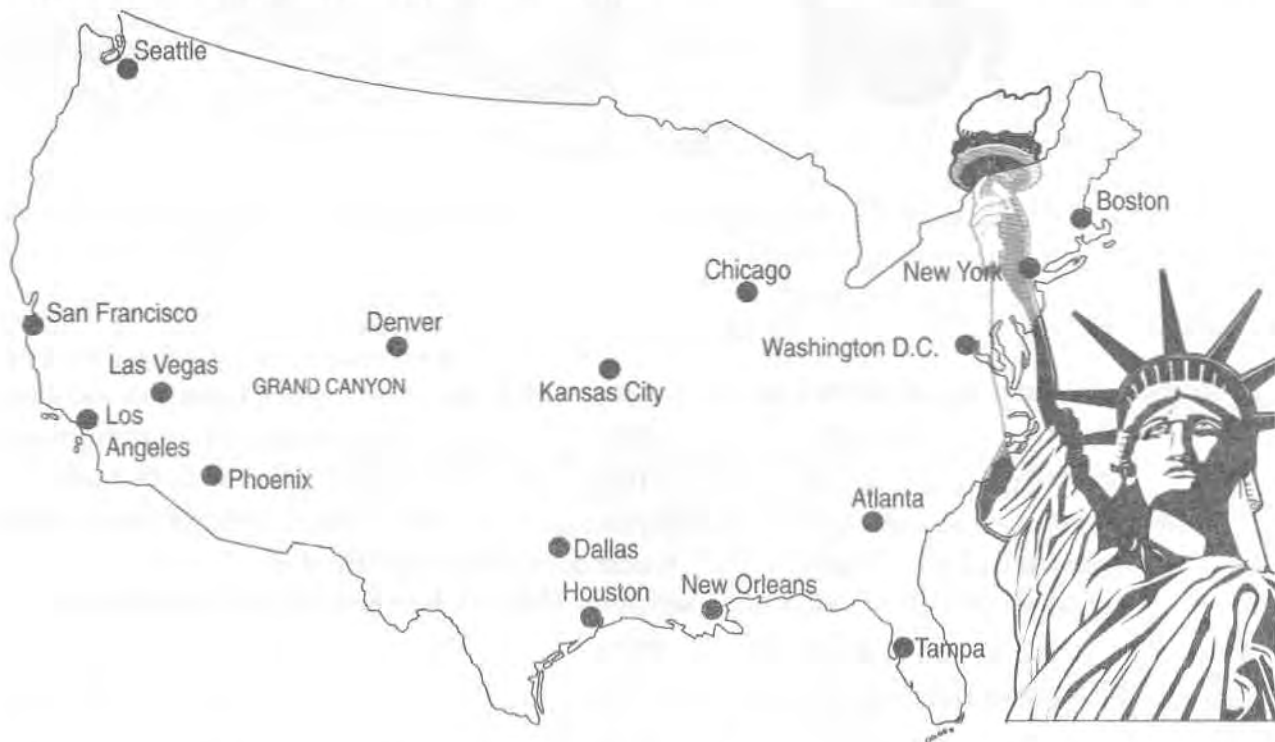 Seattle
Boston
New York
Chicago
San Francisco
Denver
Washington D.C.
Las Vegas
GRAND CANYON
Kansas City
Los
Angeles
Phoenix
Atlanta
Dallas
Houston
New Orleans
Tampa